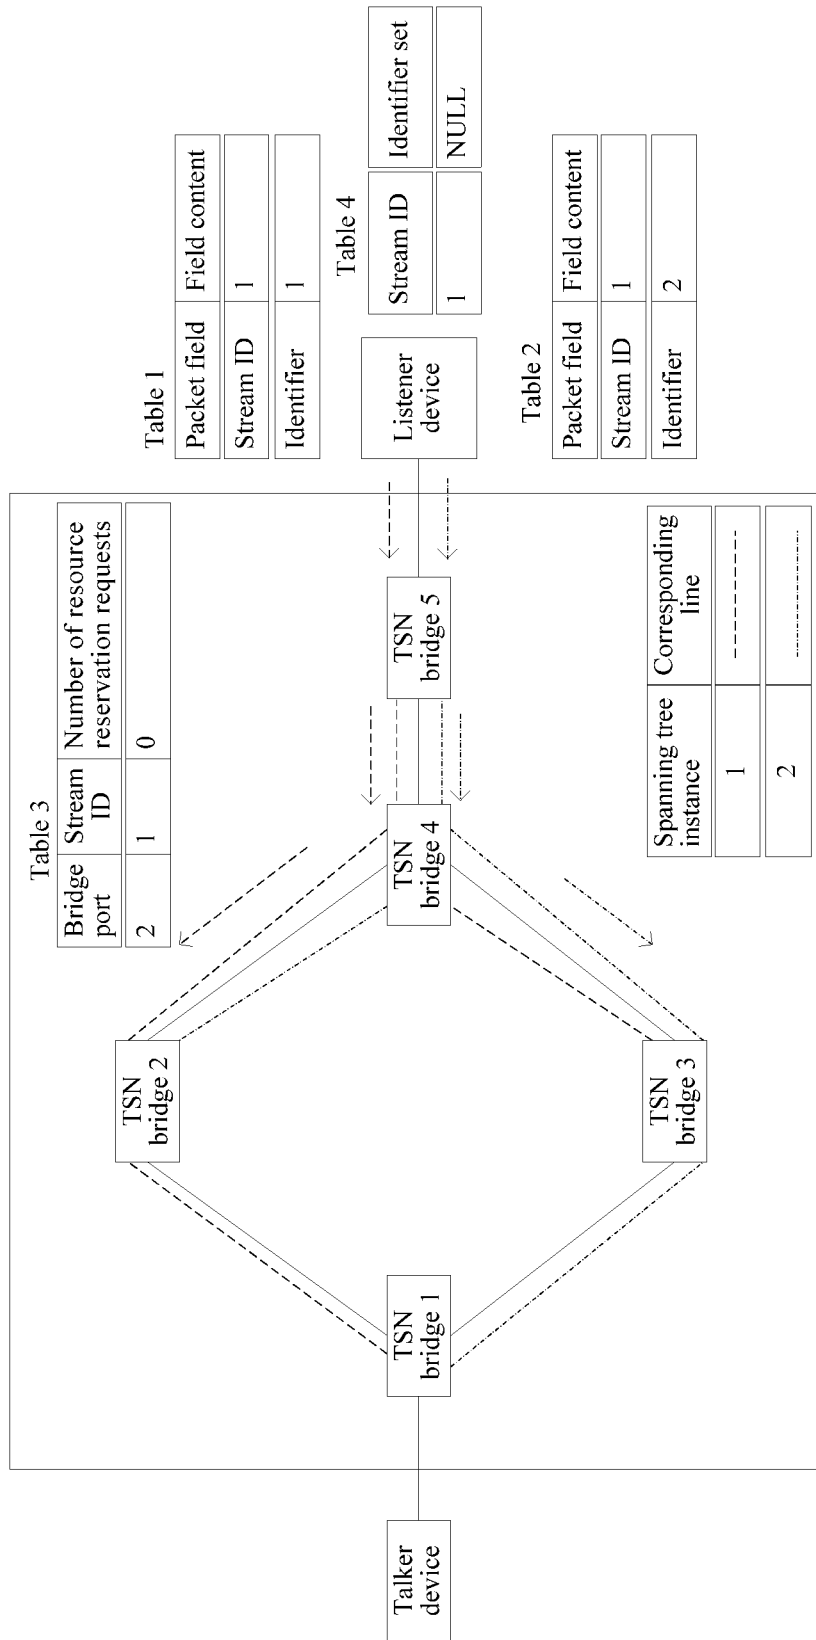 Table 3
Bridge port
Stream ID
Number of resource reservation requests
2
1
0
Table 1
Packet field
Field content
Stream ID
1
Identifier
1
Table 4
Stream ID
Identifier set
1
NULL
Table 2
Packet field
Field content
Stream ID
1
Identifier
2
Talker device
TSN bridge 1
TSN bridge 2
TSN bridge 3
TSN bridge 4
TSN bridge 5
Listener device
Spanning tree instance
Corresponding line
1
2